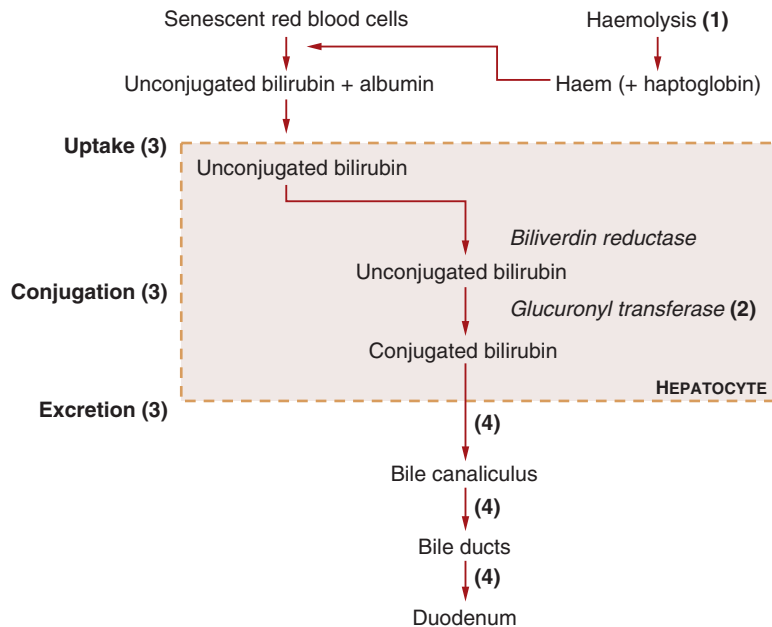 Senescent red blood cells
Haemolysis (1)
Unconjugated bilirubin + albumin
Haem (+ haptoglobin)
Uptake (3)
Unconjugated bilirubin
Biliverdin reductase
Unconjugated bilirubin
Conjugation (3)
Glucuronyl transferase (2)
Conjugated bilirubin
HEPATOCYTE
Excretion (3)
(4)
Bile canaliculus
(4)
Bile ducts
(4)
Duodenum